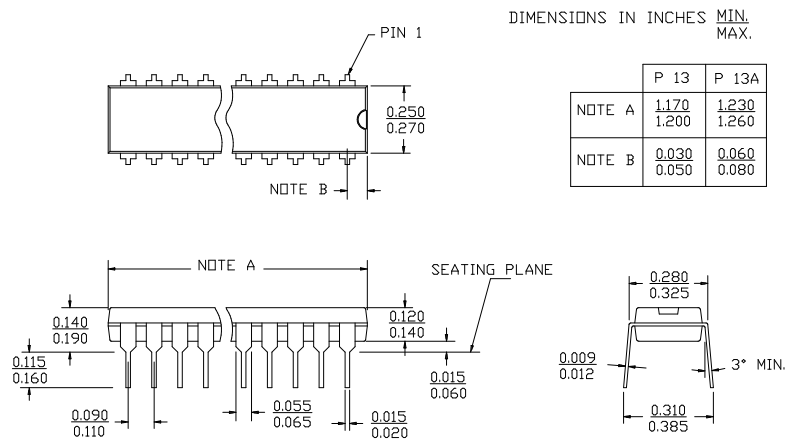 DIMENSIONS IN INCHES MIN.
MAX.
PIN 1
P 13 P 13A
NOTE A 1.170 1.230
1.200 1.260
NOTE B 0.030 0.060
0.050 0.080
0.250
0.270
NOTE B
NOTE A
SEATING PLANE
0.280
0.325
0.140
0.190
0.120
0.140
0.115
0.160
0.015
0.060
0.009
0.012
3° MIN.
0.090
0.110
0.055
0.065
0.015
0.020
0.310
0.385